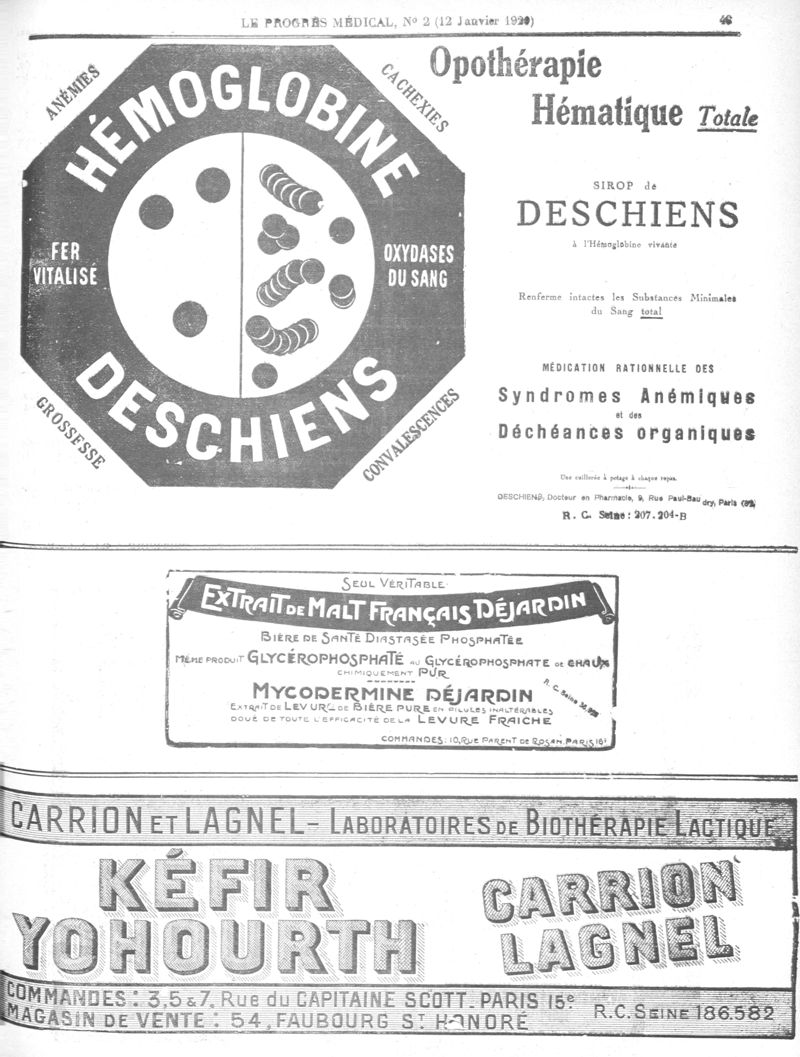 LE PROGRÈS MÉDICAL, Nº 2 (12 Janvier 1929)
ANÉMIES
CACHEXIES
HÉMOGLOBINE
FER
VITALISÉ
OXYDASES
DU SANG
DESCHIENS
GROSSESSE
CONVALESCENCES
Opothérapie
Hématique Totale
SIROP de
DESCHIENS
à l'Hémoglobine vivante
Renferme intactes les Substances Minimales
du Sang total
MÉDICATION RATIONNELLE DES
Syndromes Anémiques
et des
Déchéances organiques
Une cuillerée à potage à chaque repas.
DESCHIENS, Docteur en Pharmacie, 9, Rue Paul-Baudry, Paris (8e)
R. C. Seine: 207.204-B
SEUL VÉRITABLE
EXTRAIT DE MALT FRANÇAIS DÉJARDIN
BIÈRE DE SANTÉ DIASTASÉE PHOSPHATÉE
MÊME PRODUIT GLYCÉROPHOSPHATÉ AU GLYCÉROPHOSPHATE DE CHAUX
CHIMIQUEMENT PUR
MYCODERMINE DÉJARDIN
R. C. Seine
EXTRAIT DE LEVURE DE BIÈRE PURE EN PILULES INALTÉRABLES
DOUÉ DE TOUTE L'EFFICACITÉ DE LA LEVURE FRAICHE
COMMANDES: 10, RUE PARENT DE ROSAN, PARIS 16e
CARRION ET LAGNEL - LABORATOIRES DE BIOTHÉRAPIE LACTIQUE
KÉFIR
YOHOURTH
CARRION
LAGNEL
COMMANDES: 3,5 & 7, Rue du CAPITAINE SCOTT. PARIS 15e
MAGASIN DE VENTE: 54, FAUBOURG ST HONORÉ
R.C. SEINE 186.582